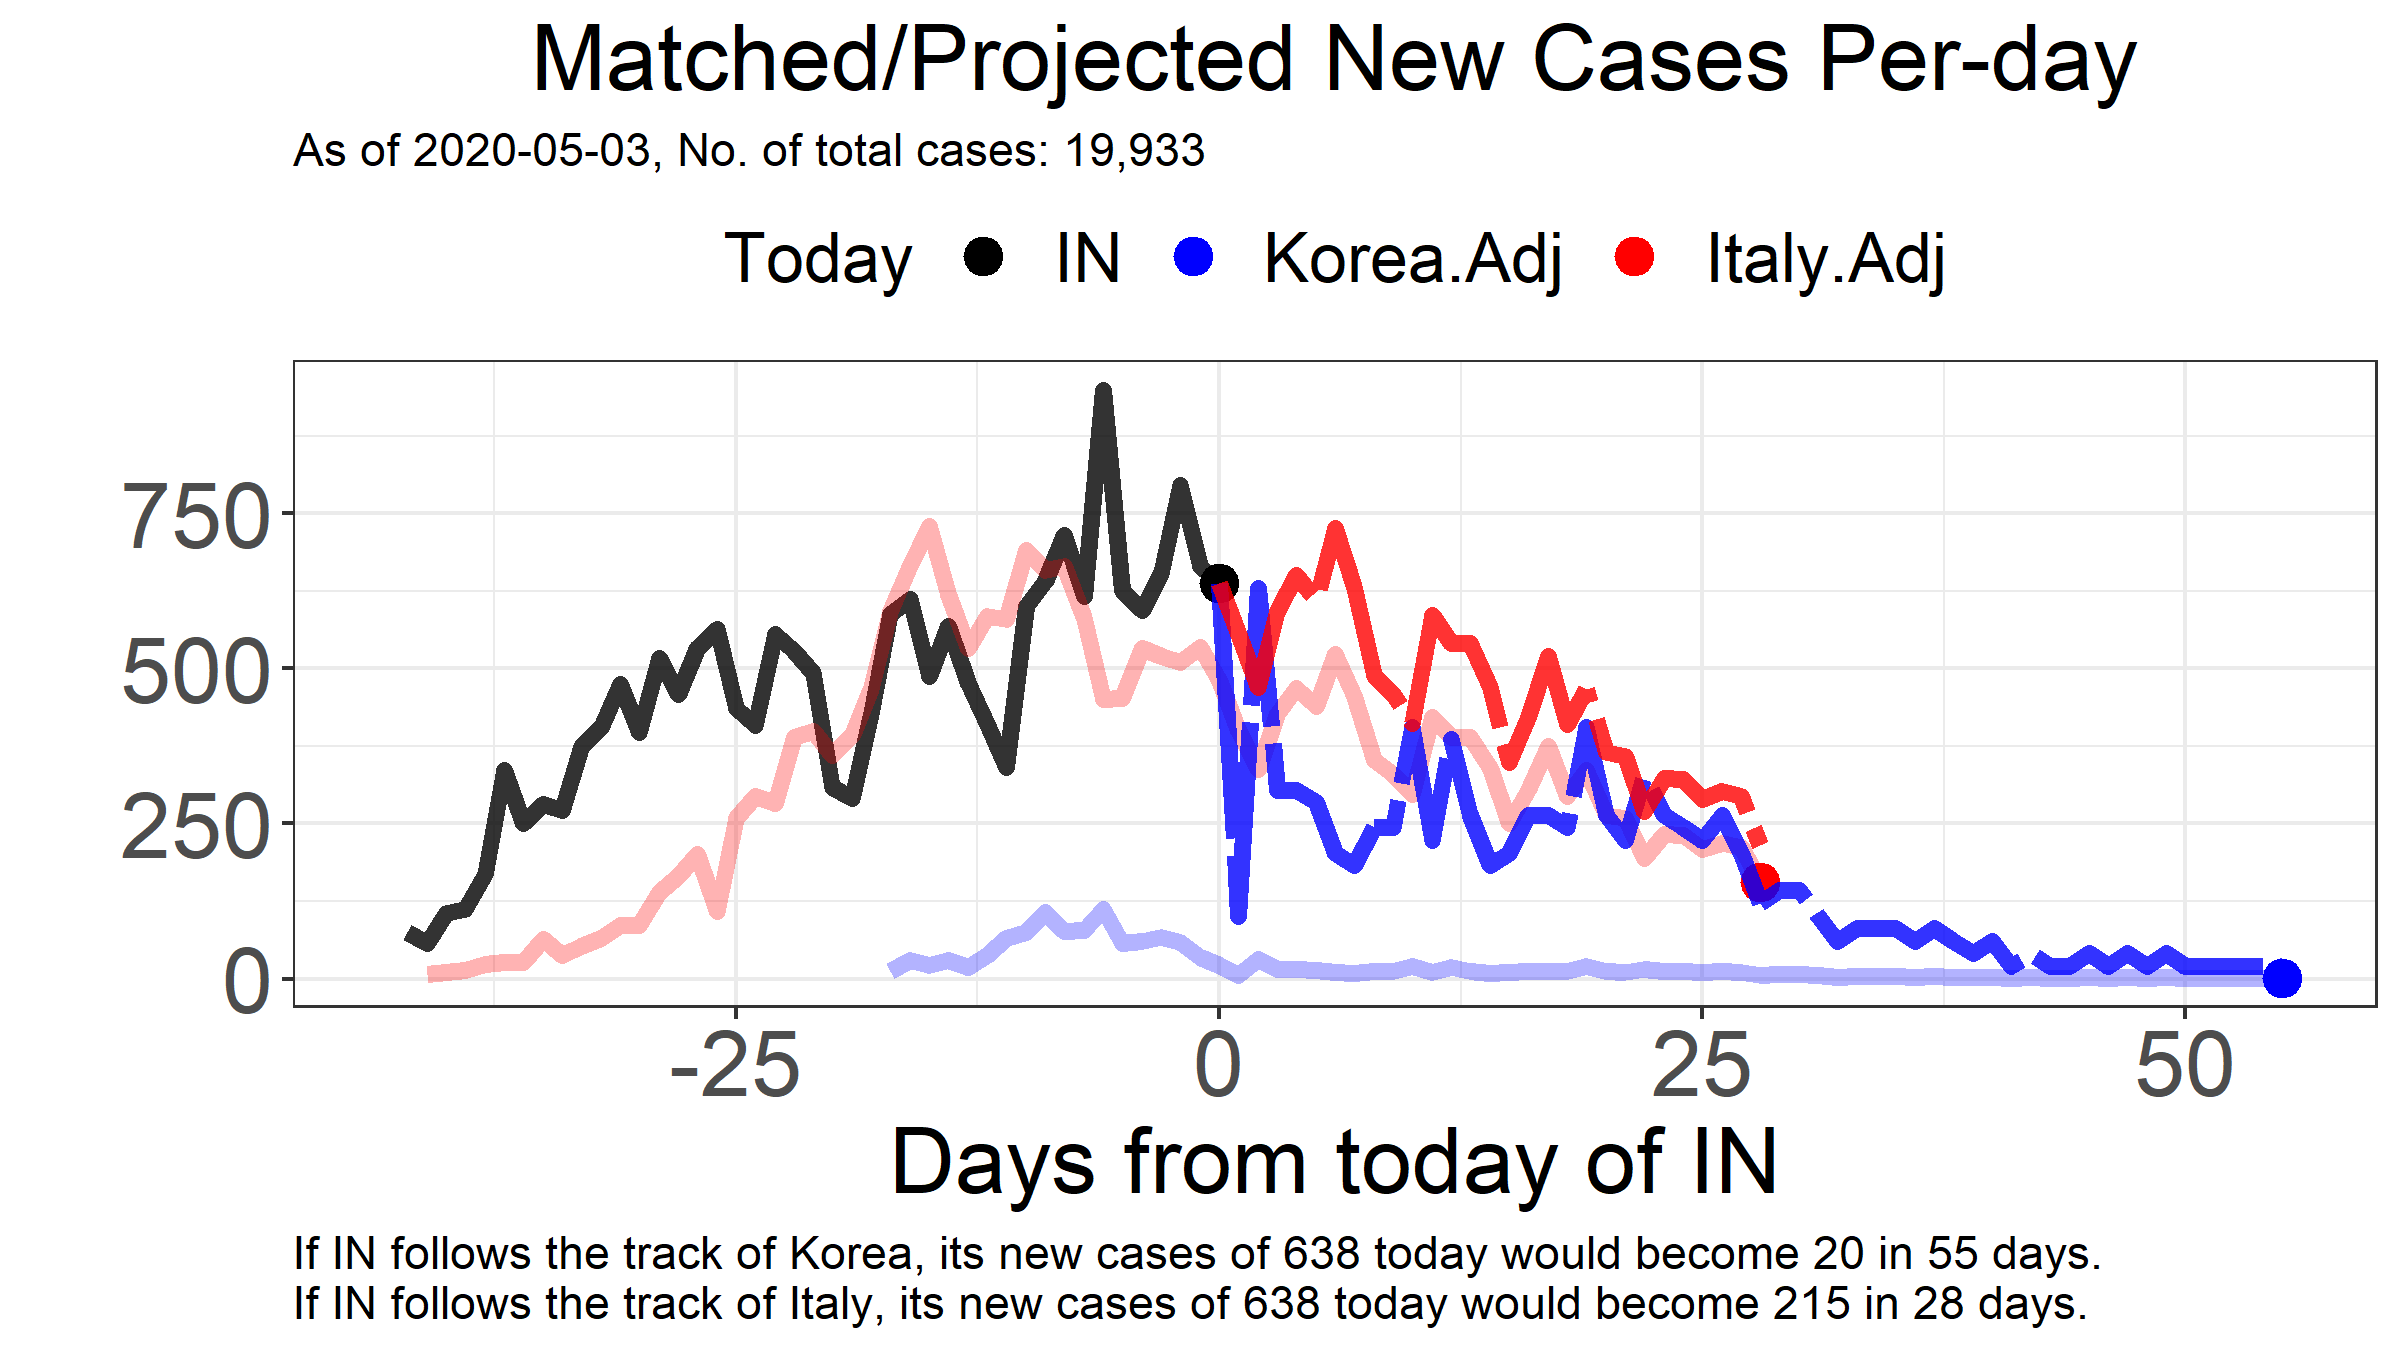 Matched/Projected New Cases Per-day
As of 2020-05-03, No. of total cases: 19,933
Today IN Korea.Adj Italy.Adj
750
500
250
0
-25 0 25 50
Days from today of IN
If IN follows the track of Korea, its new cases of 638 today would become 20 in 55 days.
If IN follows the track of Italy, its new cases of 638 today would become 215 in 28 days.